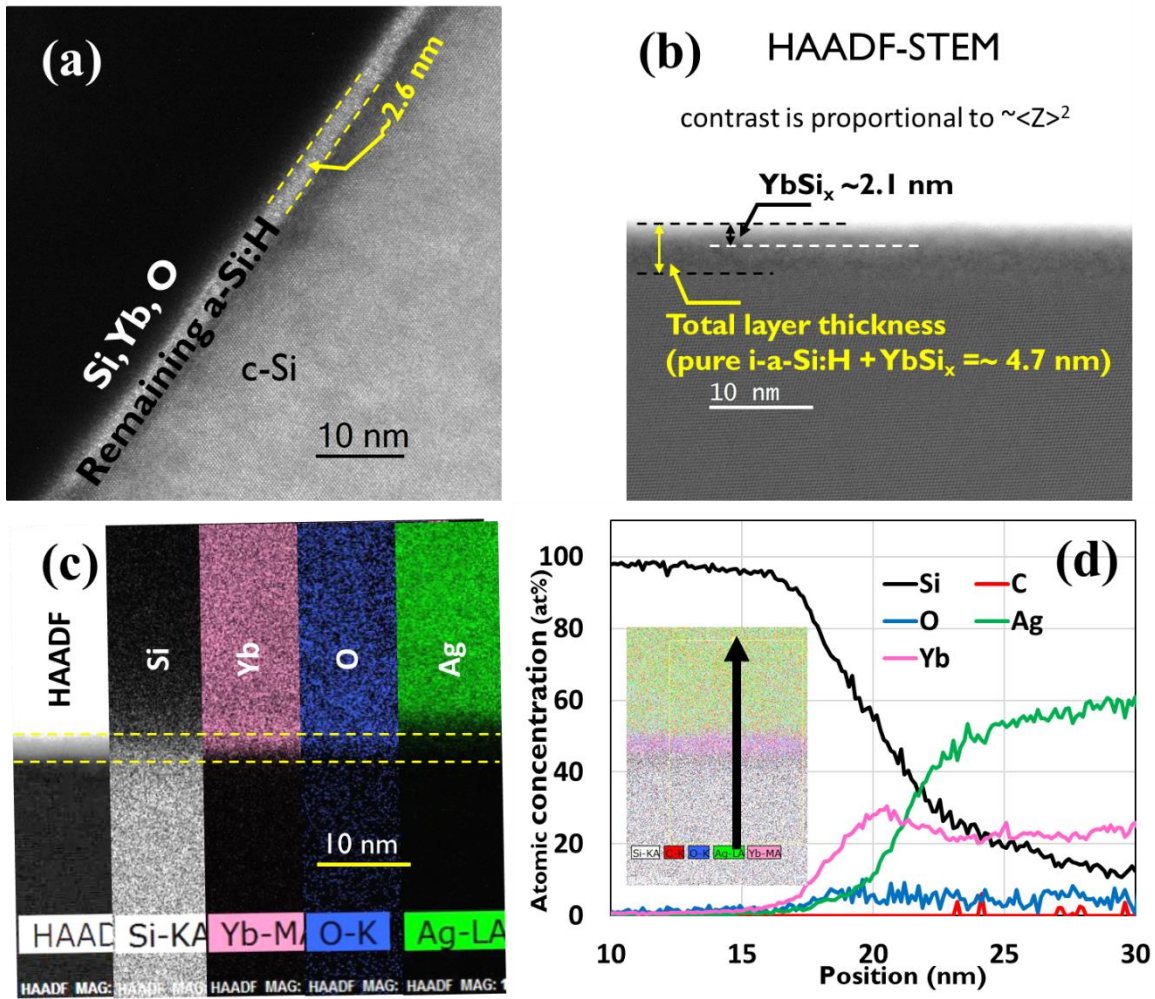 (a)
~2.6 nm
Si, Yb, O
Remaining a-Si:H
c-Si
10 nm
(b)
HAADF-STEM
contrast is proportional to ~<Z>²
YbSiₓ ~2.1 nm
Total layer thickness
(pure i-a-Si:H + YbSiₓ =~ 4.7 nm)
10 nm
(c)
HAADF
Si
Yb
O
Ag
10 nm
HAAD
Si-KA
Yb-MA
O-K
Ag-LA
HAADF MAG:
HAADF MAG:
HAADF MAG:
HAADF MAG:
HAADF MAG: 1
(d)
Atomic concentration (at%)
100
80
60
40
20
0
Si
C
O
Ag
Yb
Si-KA
C-K
O-K
Ag-LA
Yb-MA
10
15
20
25
30
Position (nm)